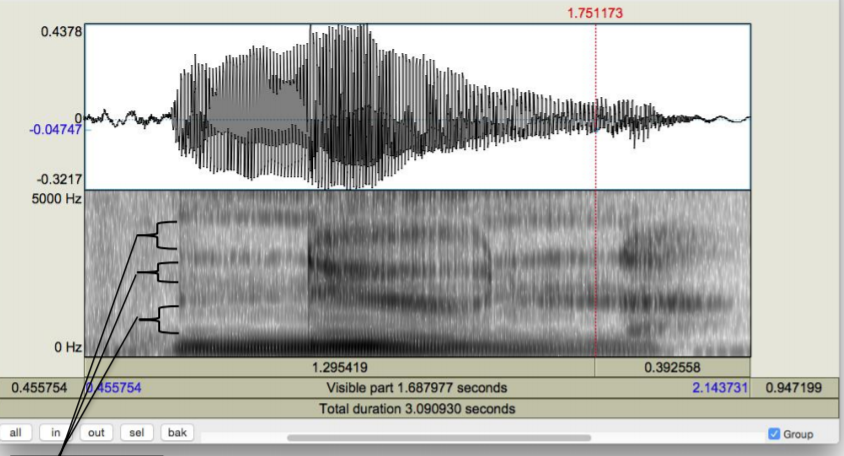 1.751173
0.4378
0
-0.04747
-0.3217
5000 Hz
0 Hz
1.295419 0.392558
0.455754 0.455754 Visible part 1.687977 seconds 2.143731 0.947199
Total duration 3.090930 seconds
all in out sel bak Group